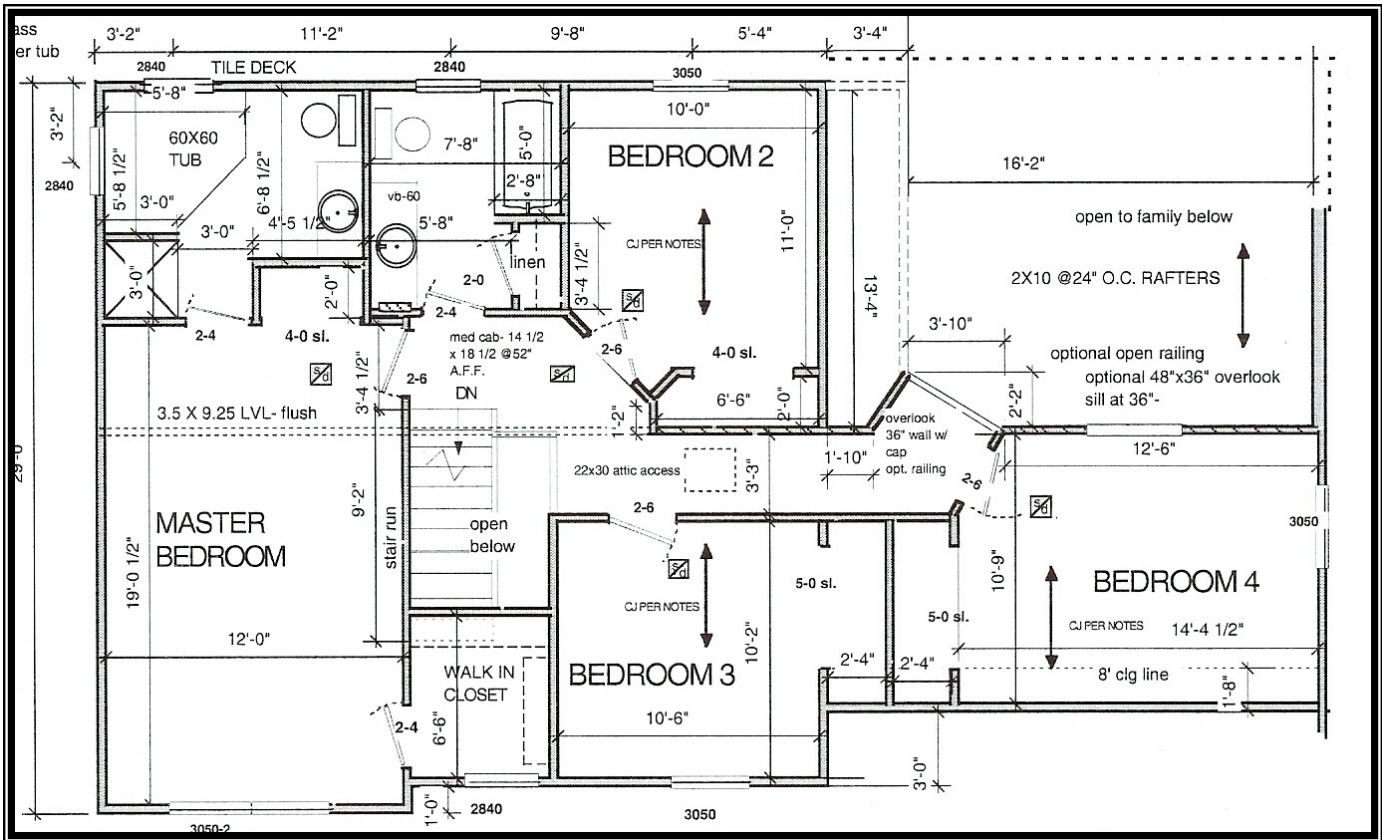 ass
er tub
3'-2"
11'-2"
9'-8"
5'-4"
3'-4"
2840
TILE DECK
2840
3050
5'-8"
10'-0"
3'-2"
60X60
TUB
7'-8"
5'-0"
BEDROOM 2
16'-2"
2840
5'-8 1/2"
6'-8 1/2"
2'-8"
vb-60
3'-0"
4'-5 1/2"
5'-8"
3'-0"
open to family below
CJ PER NOTES
11'-0"
linen
3'-4 1/2"
3'-0"
2'-0"
2-0
13'-4"
2X10 @24" O.C. RAFTERS
s/d
2-4
4-0 sl.
2-4
med cab- 14 1/2
x 18 1/2 @52"
A.F.F.
2-6
4-0 sl.
3'-10"
optional open railing
optional 48"x36" overlook
sill at 36"-
s/d
3'-4 1/2"
2-6
s/d
DN
6'-6"
2'-0"
2'-2"
3.5 X 9.25 LVL- flush
overlook
36" wall w/
cap
opt. railing
1'-10"
12'-6"
22x30 attic access
3'-3"
2-6
2-6
s/d
3050
9'-2"
stair run
open
below
MASTER
BEDROOM
19'-0 1/2"
s/d
5-0 sl.
10'-9"
BEDROOM 4
CJ PER NOTES
5-0 sl.
CJ PER NOTES
14'-4 1/2"
12'-0"
10'-2"
WALK IN
CLOSET
BEDROOM 3
2'-4"
2'-4"
8' clg line
1'-8"
10'-6"
2-4
6'-6"
3'-0"
1'-0"
2840
3050
3050-2